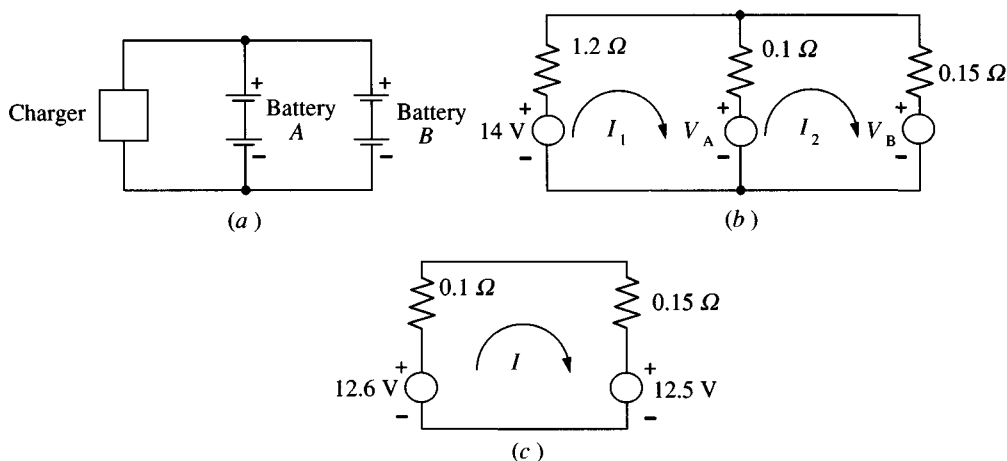 Charger
+
-
Battery
A
+
-
Battery
B
(a)
1.2 Ω
0.1 Ω
0.15 Ω
+
14 V
-
I1
+
VA
-
I2
+
VB
-
(b)
0.1 Ω
0.15 Ω
+
12.6 V
-
I
+
12.5 V
-
(c)